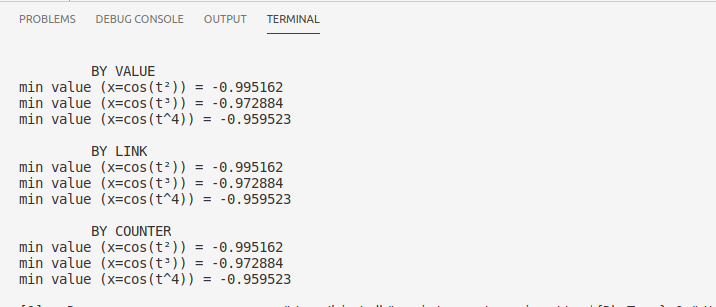 PROBLEMS DEBUG CONSOLE OUTPUT TERMINAL
BY VALUE
min value (x=cos(t²)) = -0.995162
min value (x=cos(t³)) = -0.972884
min value (x=cos(t^4)) = -0.959523
BY LINK
min value (x=cos(t²)) = -0.995162
min value (x=cos(t³)) = -0.972884
min value (x=cos(t^4)) = -0.959523
BY COUNTER
min value (x=cos(t²)) = -0.995162
min value (x=cos(t³)) = -0.972884
min value (x=cos(t^4)) = -0.959523